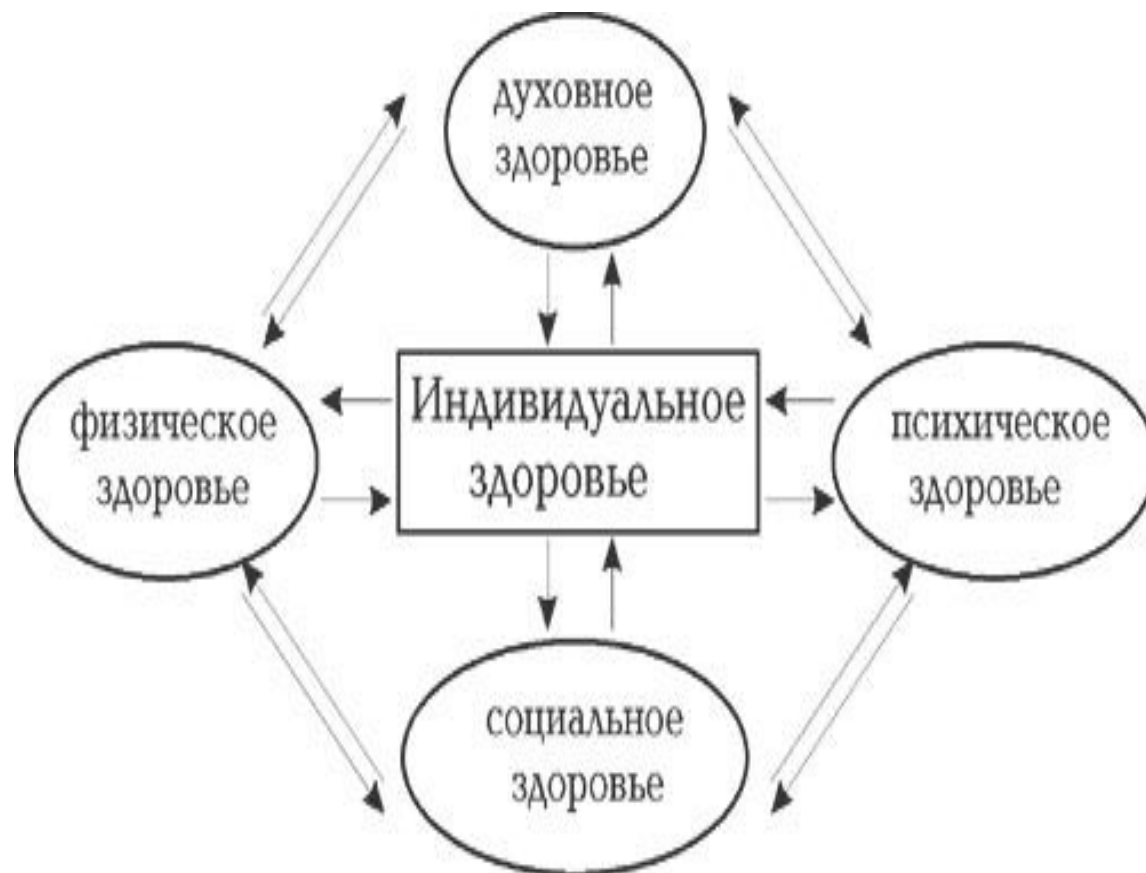 духовное
здоровье
физическое
здоровье
Индивидуальное
здоровье
психическое
здоровье
социальное
здоровье